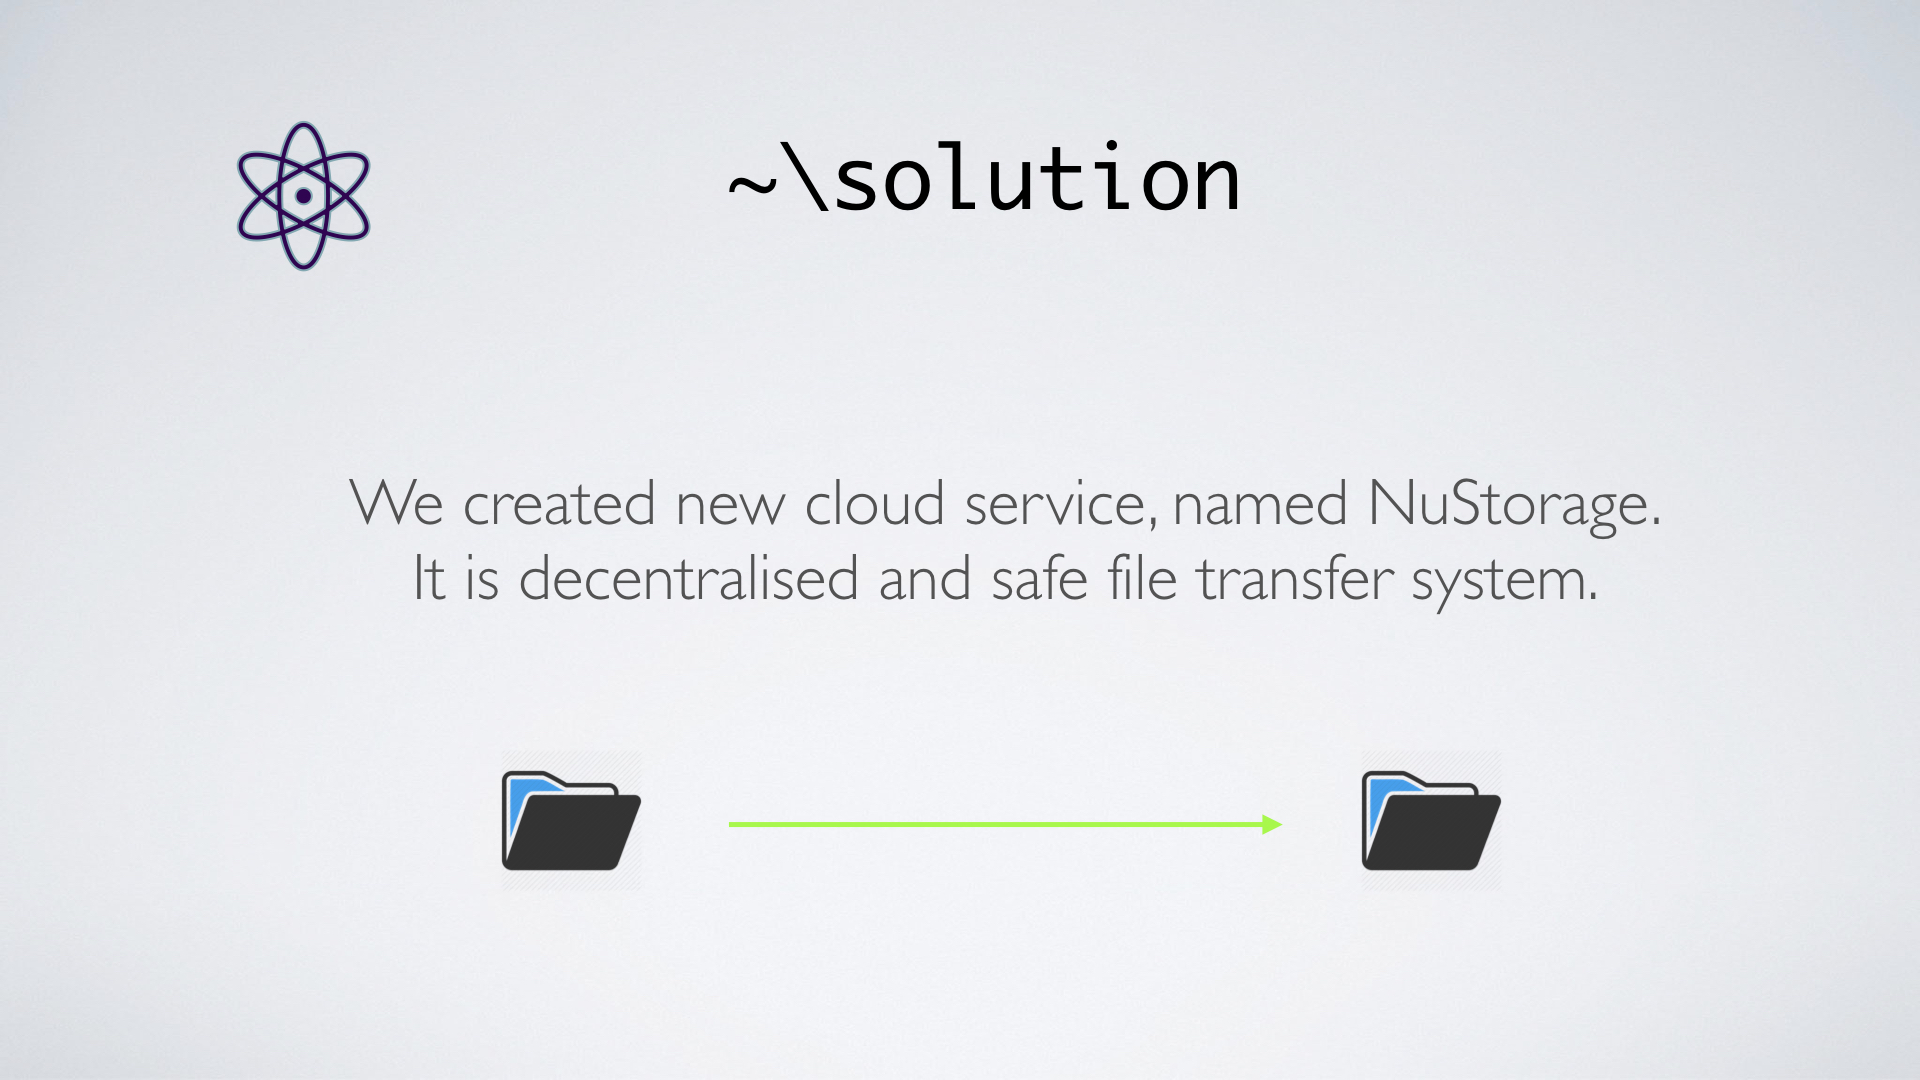 ~\solution
We created new cloud service, named NuStorage.
It is decentralised and safe file transfer system.